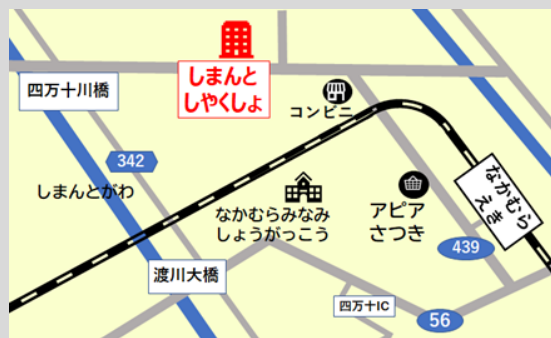 しまんと
しやくしょ
四万十川橋
コンビニ
342
しまんとがわ
なかむらみなみ
しょうがっこう
アピア
さつき
なかむら
えき
439
渡川大橋
四万十IC
56